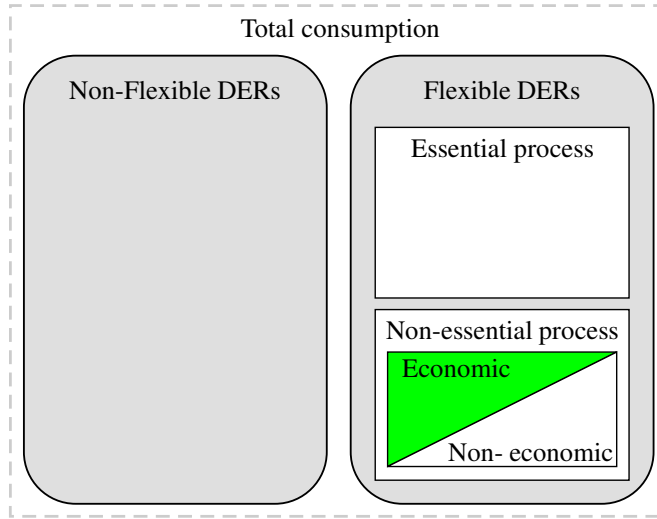 Total consumption
Non-Flexible DERs
Flexible DERs
Essential process
Non-essential process
Economic
Non- economic